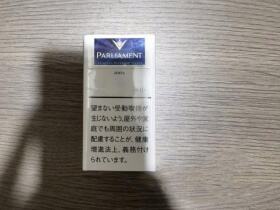 PARLIAMENT
望まない受動喫煙が
生じないよう、屋外や家
庭でも周囲の状況に
配慮することが、健康
増進法上、義務付け
られています。